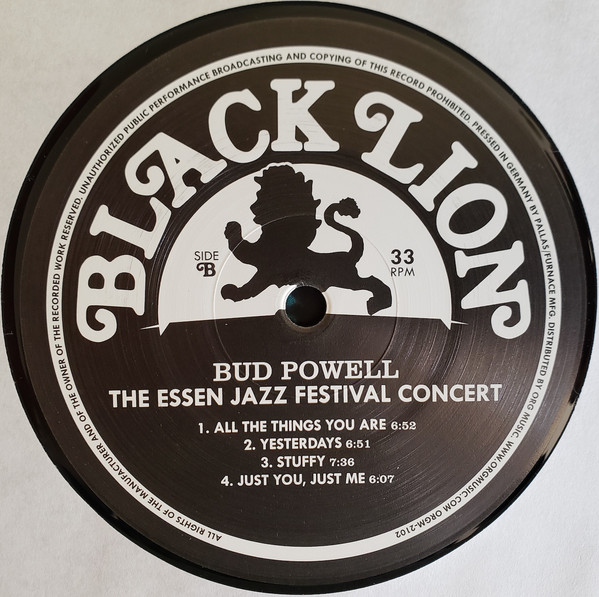 BLACK LION
SIDE
B
33
RPM
BUD POWELL
THE ESSEN JAZZ FESTIVAL CONCERT
1. ALL THE THINGS YOU ARE 6:52
2. YESTERDAYS 6:51
3. STUFFY 7:36
4. JUST YOU, JUST ME 6:07
ALL RIGHTS OF THE MANUFACTURER AND OF THE OWNER OF THE RECORDED WORK RESERVED. UNAUTHORIZED PUBLIC PERFORMANCE BROADCASTING AND COPYING OF THIS RECORD PROHIBITED. PRESSED IN GERMANY BY PALLAS/FURNACE MFG. DISTRIBUTED BY ORG MUSIC. WWW.ORGMUSIC.COM ORGM-2102